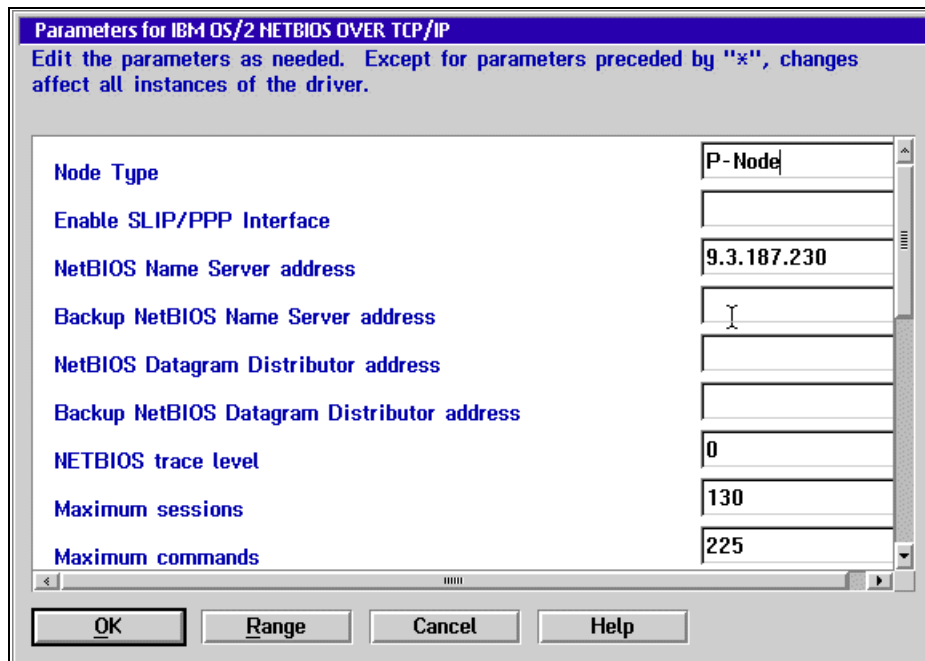 Parameters for IBM OS/2 NETBIOS OVER TCP/IP
Edit the parameters as needed. Except for parameters preceded by "*", changes
affect all instances of the driver.
Node Type P-Node
Enable SLIP/PPP Interface
NetBIOS Name Server address 9.3.187.230
Backup NetBIOS Name Server address
NetBIOS Datagram Distributor address
Backup NetBIOS Datagram Distributor address
NETBIOS trace level 0
Maximum sessions 130
Maximum commands 225
OK Range Cancel Help